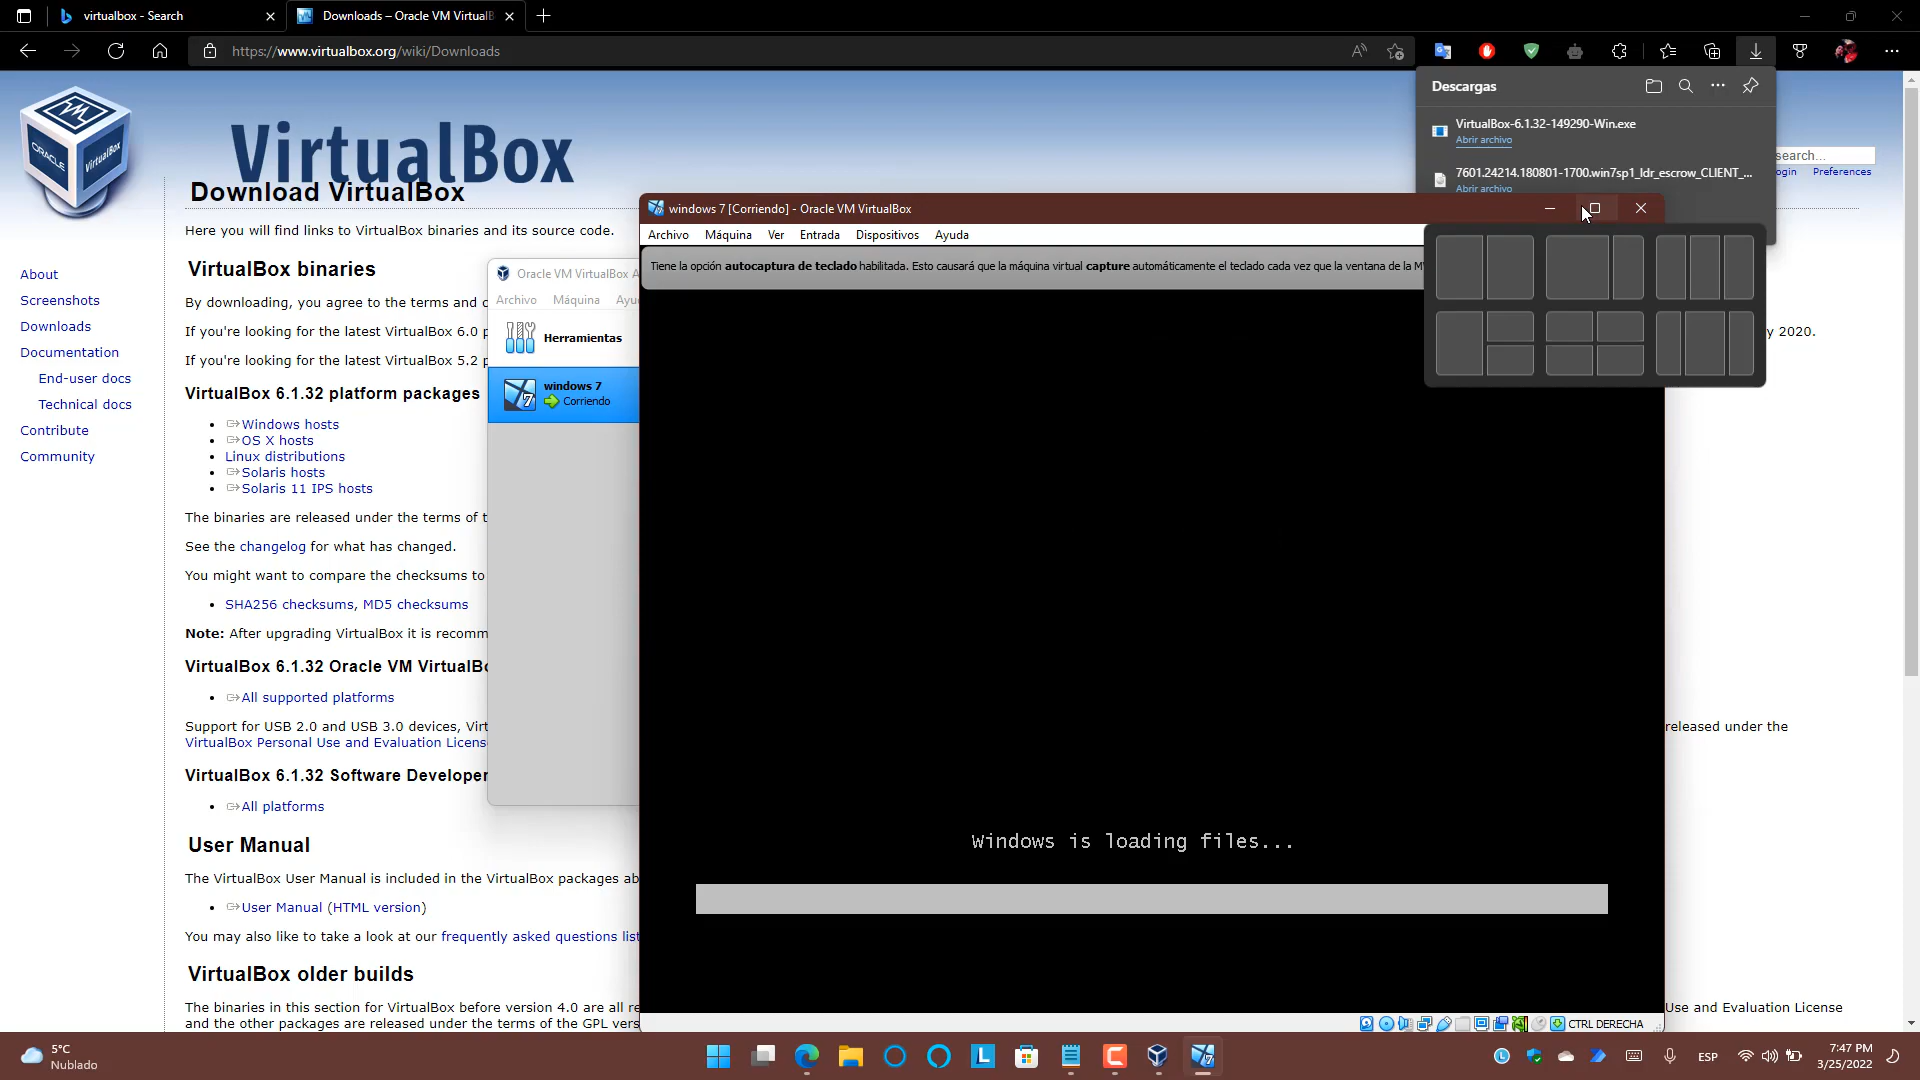 virtualbox - Search
Downloads – Oracle VM VirtualB
https://www.virtualbox.org/wiki/Downloads
Descargas
VirtualBox-6.1.32-149290-Win.exe
Abrir archivo
7601.24214.180801-1700.win7sp1_ldr_escrow_CLIENT_...
Abrir archivo
ORACLE
VirtualBox
VirtualBox
search...
ogin
Preferences
Download VirtualBox
Here you will find links to VirtualBox binaries and its source code.
About
Screenshots
Downloads
Documentation
End-user docs
Technical docs
Contribute
Community
VirtualBox binaries
By downloading, you agree to the terms and c
If you're looking for the latest VirtualBox 6.0 p
y 2020.
If you're looking for the latest VirtualBox 5.2 p
VirtualBox 6.1.32 platform packages
Windows hosts
OS X hosts
Linux distributions
Solaris hosts
Solaris 11 IPS hosts
The binaries are released under the terms of t
See the changelog for what has changed.
You might want to compare the checksums to
SHA256 checksums, MD5 checksums
Note: After upgrading VirtualBox it is recomm
VirtualBox 6.1.32 Oracle VM VirtualBo
All supported platforms
Support for USB 2.0 and USB 3.0 devices, Virt
released under the
VirtualBox Personal Use and Evaluation License
VirtualBox 6.1.32 Software Developer
All platforms
User Manual
The VirtualBox User Manual is included in the VirtualBox packages ab
User Manual (HTML version)
You may also like to take a look at our frequently asked questions list
VirtualBox older builds
The binaries in this section for VirtualBox before version 4.0 are all re
Use and Evaluation License
and the other packages are released under the terms of the GPL vers
Oracle VM VirtualBox A
Archivo Máquina Ayu
Herramientas
windows 7
Corriendo
windows 7 [Corriendo] - Oracle VM VirtualBox
Archivo Máquina Ver Entrada Dispositivos Ayuda
Tiene la opción autocaptura de teclado habilitada. Esto causará que la máquina virtual capture automáticamente el teclado cada vez que la ventana de la M
Windows is loading files...
CTRL DERECHA
5°C
Nublado
ESP
7:47 PM
3/25/2022